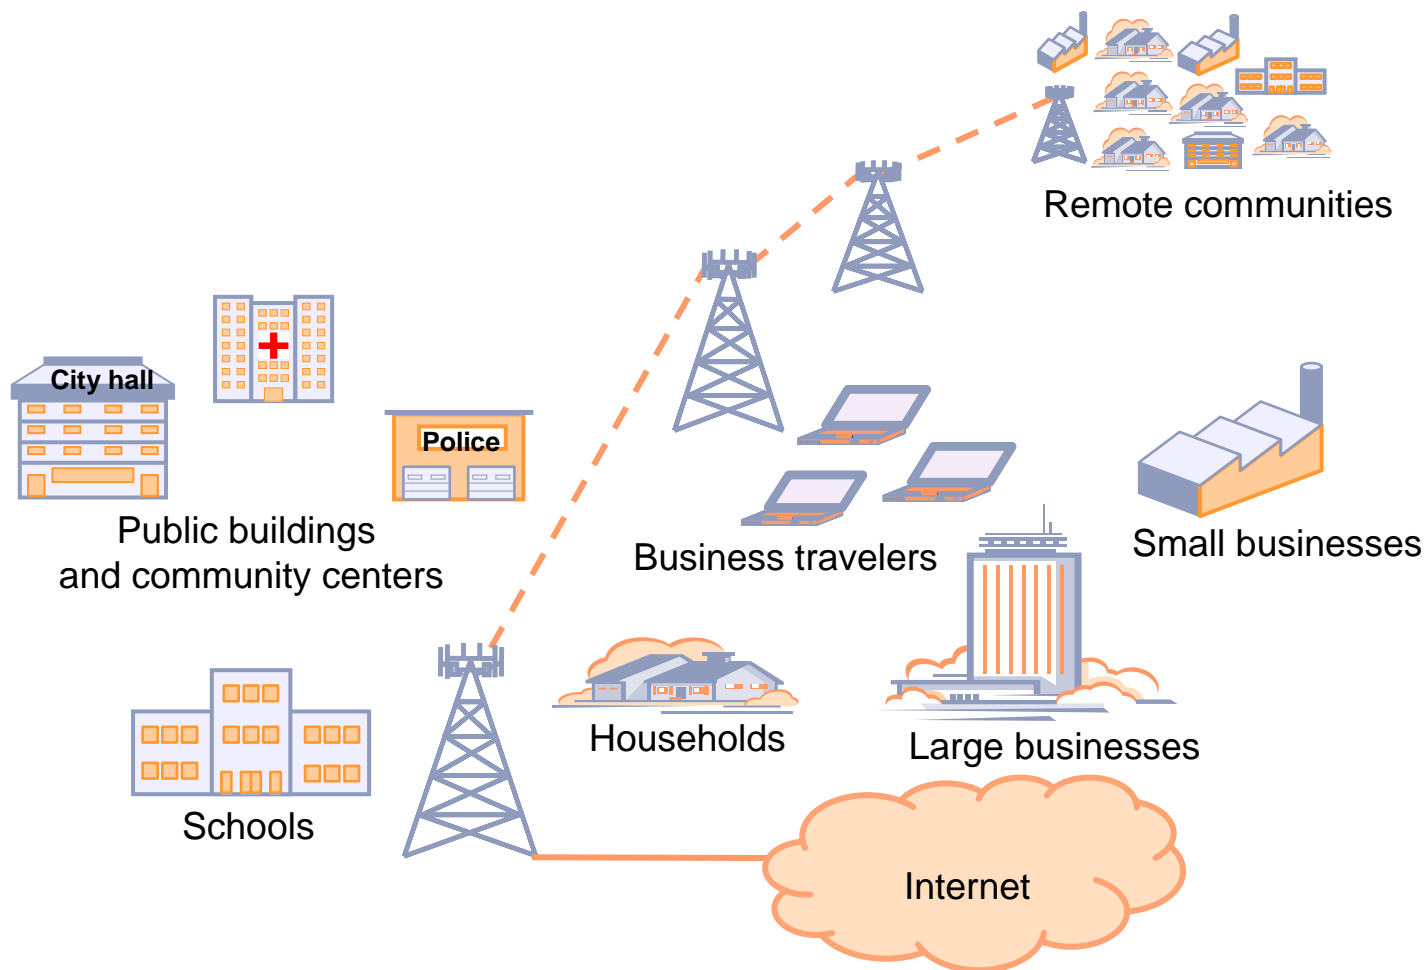 Remote communities
City hall
Police
Public buildings
and community centers
Business travelers
Small businesses
Households
Large businesses
Schools
Internet